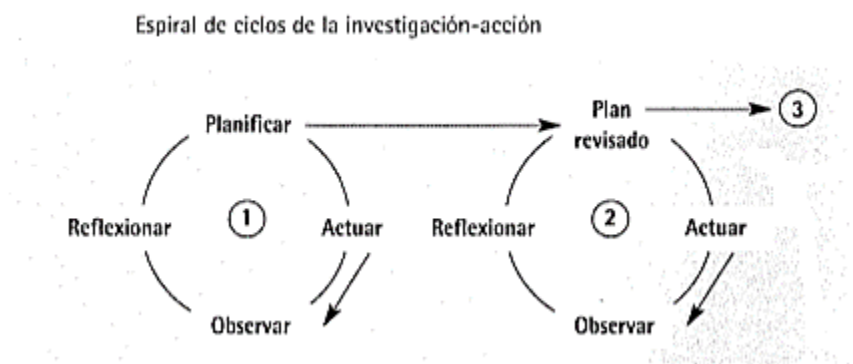 Espiral de ciclos de la investigación-acción
Planificar
Plan
revisado
3
Reflexionar
1
Actuar
Reflexionar
2
Actuar
Observar
Observar